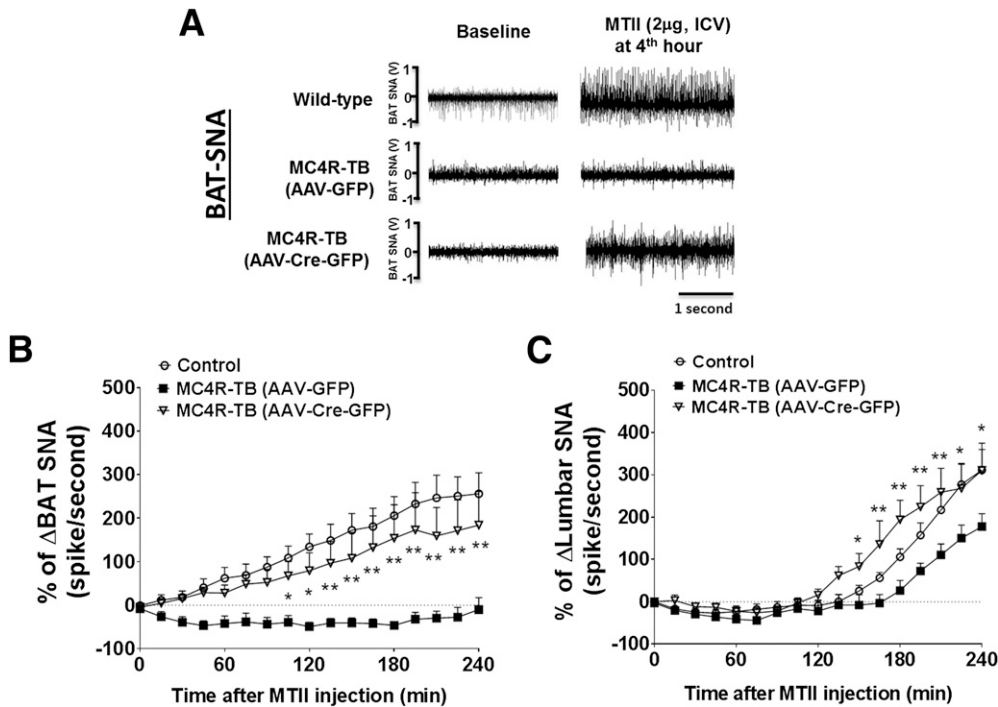 A
Baseline
MTII (2µg, ICV)
at 4th hour
BAT-SNA
Wild-type
BAT SNA (V)
1
0
-1
MC4R-TB
(AAV-GFP)
BAT SNA (V)
1
0
-1
MC4R-TB
(AAV-Cre-GFP)
BAT SNA (V)
1
0
-1
1 second
B
Control
MC4R-TB (AAV-GFP)
MC4R-TB (AAV-Cre-GFP)
% of ΔBAT SNA
(spike/second)
500
400
300
200
100
0
-100
* * ** ** ** ** ** ** ** **
0 60 120 180 240
Time after MTII injection (min)
C
Control
MC4R-TB (AAV-GFP)
MC4R-TB (AAV-Cre-GFP)
% of ΔLumbar SNA
(spike/second)
500
400
300
200
100
0
-100
* ** ** ** ** * *
0 60 120 180 240
Time after MTII injection (min)